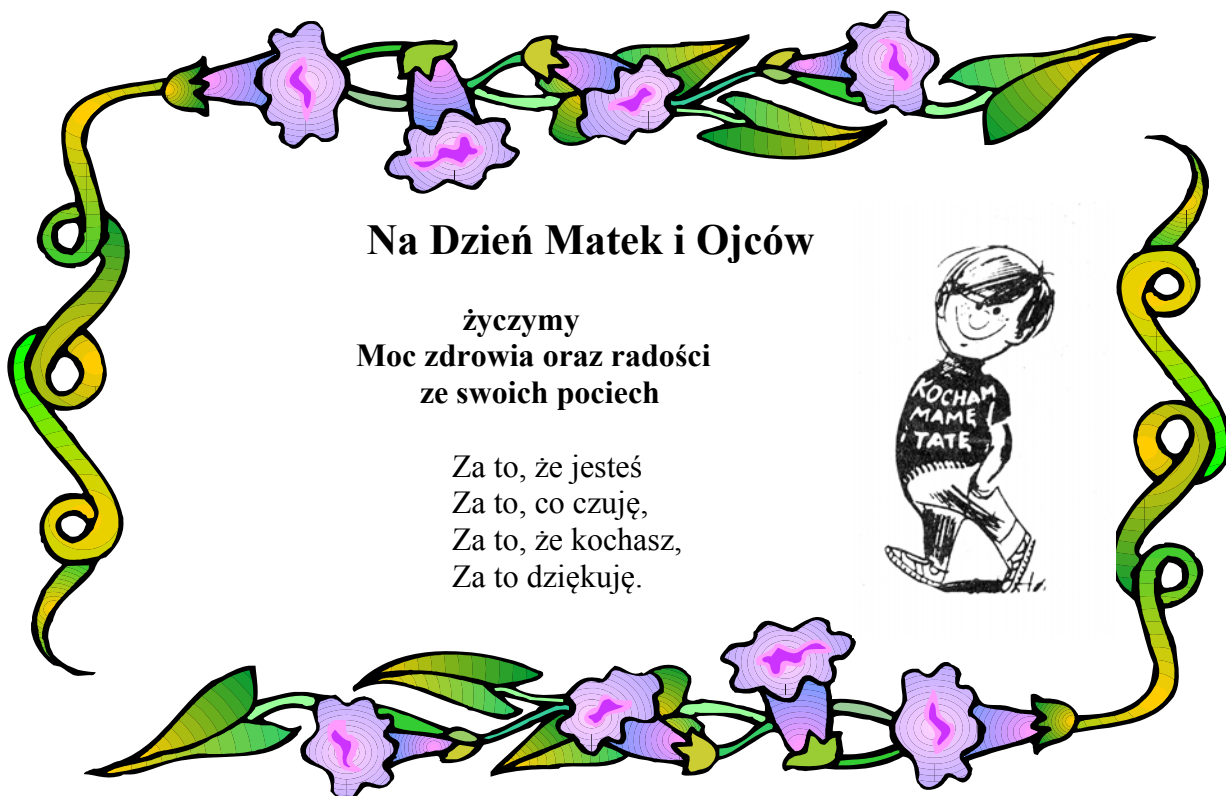 Na Dzień Matek i Ojców
życzymy
Moc zdrowia oraz radości
ze swoich pociech
Za to, że jesteś
Za to, co czuję,
Za to, że kochasz,
Za to dziękuję.
KOCHAM
MAMĘ
i TATĘ